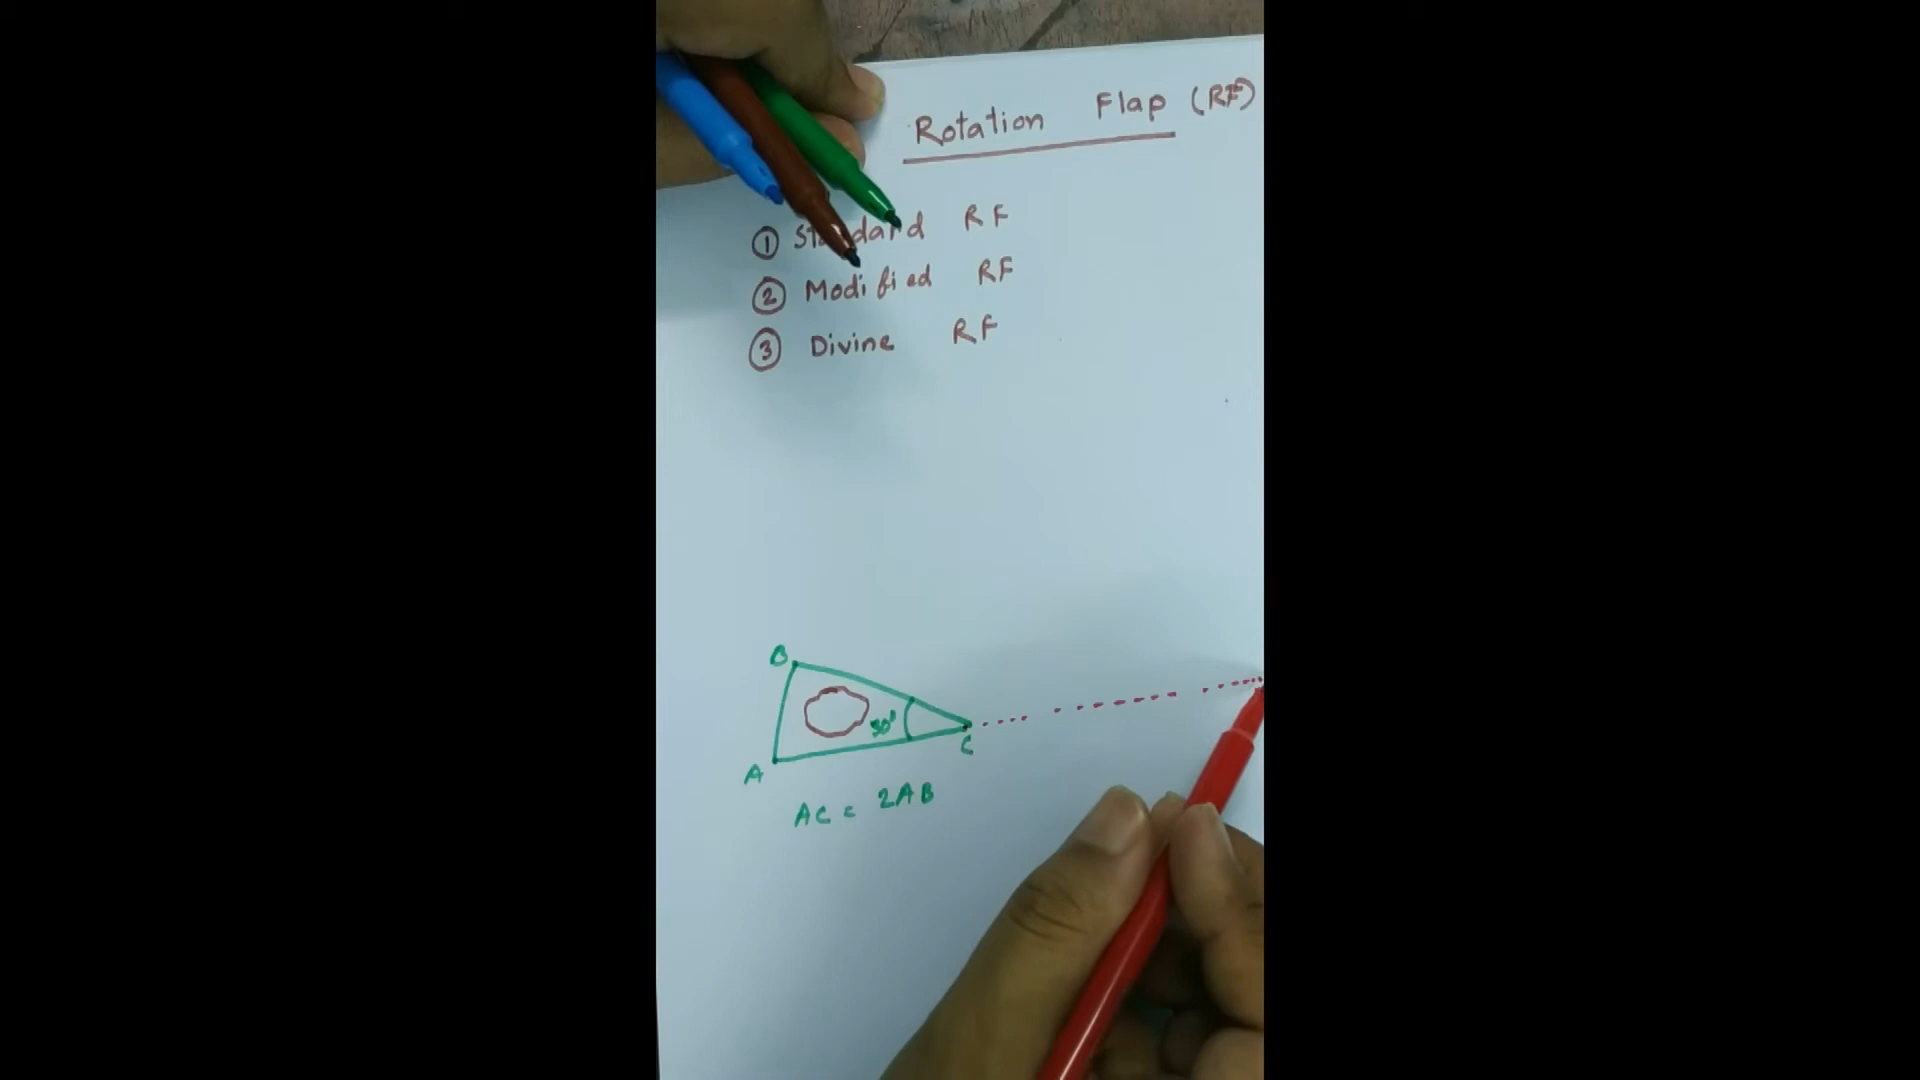 Rotation Flap (RF)
① Standard RF
② Modified RF
③ Divine RF
B
30°
C
A
AC = 2AB